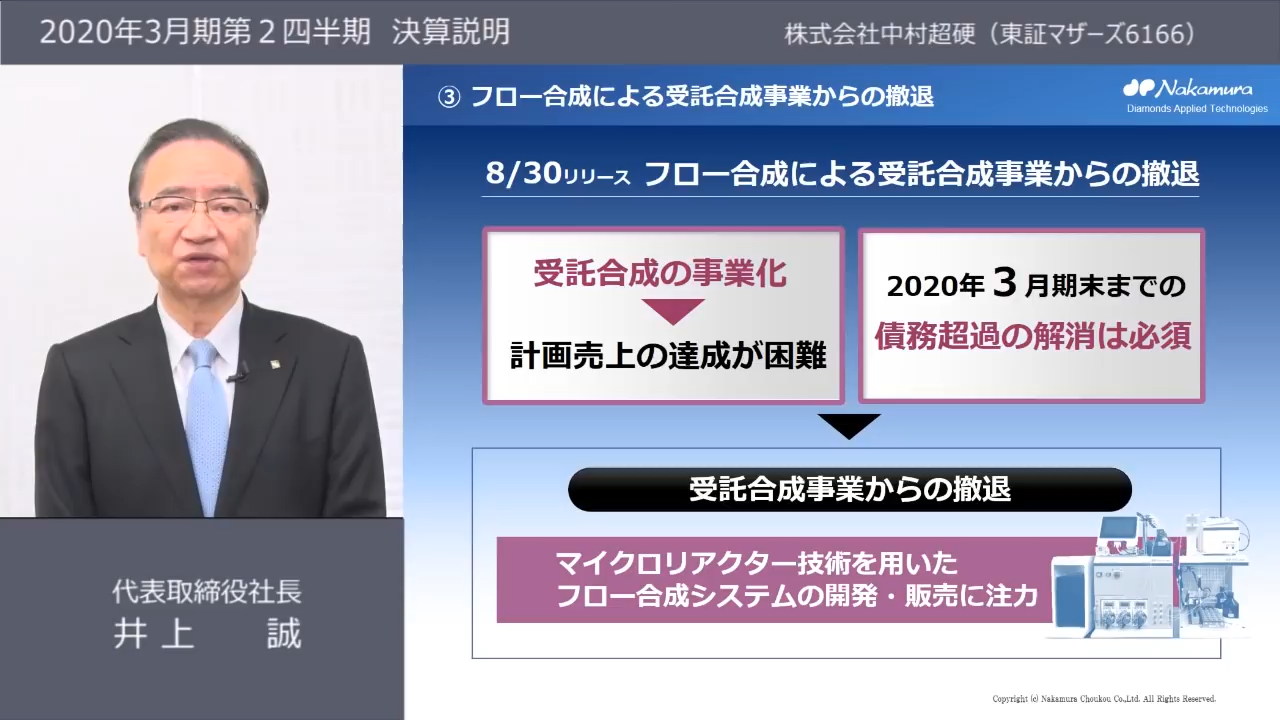 2020年3月期第２四半期 決算説明
株式会社中村超硬（東証マザーズ6166）
③ フロー合成による受託合成事業からの撤退
Nakamura
Diamonds Applied Technologies
8/30リリース フロー合成による受託合成事業からの撤退
受託合成の事業化
計画売上の達成が困難
2020年３月期末までの
債務超過の解消は必須
受託合成事業からの撤退
マイクロリアクター技術を用いた
フロー合成システムの開発・販売に注力
代表取締役社長
井上 誠
Copyright (c) Nakamura Choukou Co.,Ltd. All Rights Reserved.